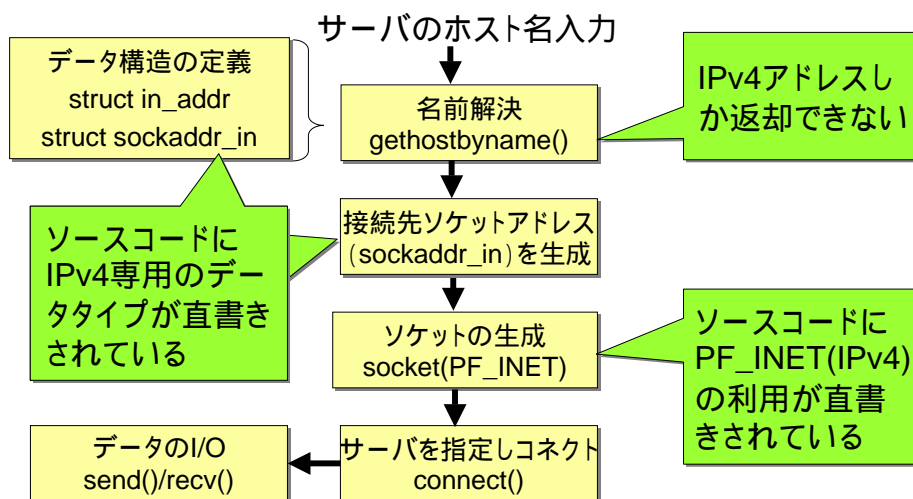 サーバのホスト名入力
データ構造の定義
struct in_addr
struct sockaddr_in
名前解決
gethostbyname()
IPv4アドレスし
か返却できない
ソースコードに
IPv4専用のデー
タタイプが直書き
されている
接続先ソケットアドレス
(sockaddr_in)を生成
ソケットの生成
socket(PF_INET)
ソースコードに
PF_INET(IPv4)
の利用が直書
きされている
サーバを指定しコネクト
connect()
データのI/O
send()/recv()